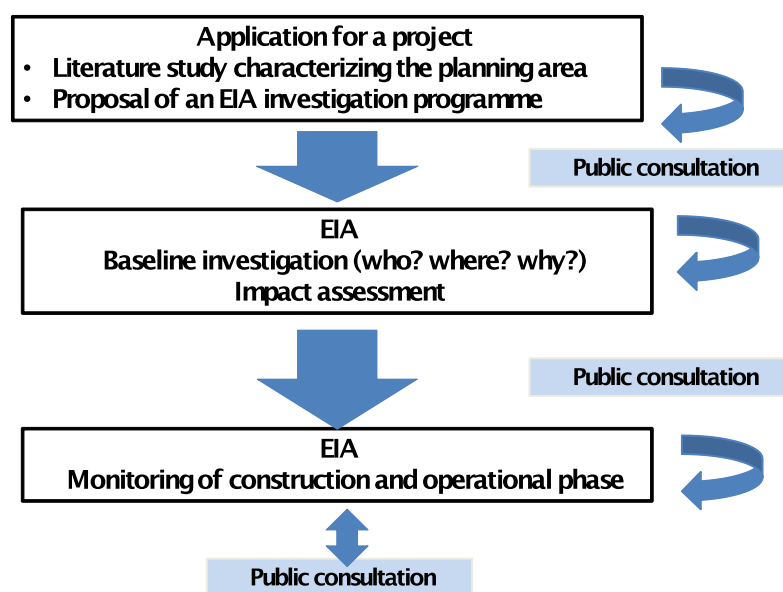 Application for a project
• Literature study characterizing the planning area
• Proposal of an EIA investigation programme
Public consultation
EIA
Baseline investigation (who? where? why?)
Impact assessment
Public consultation
EIA
Monitoring of construction and operational phase
Public consultation